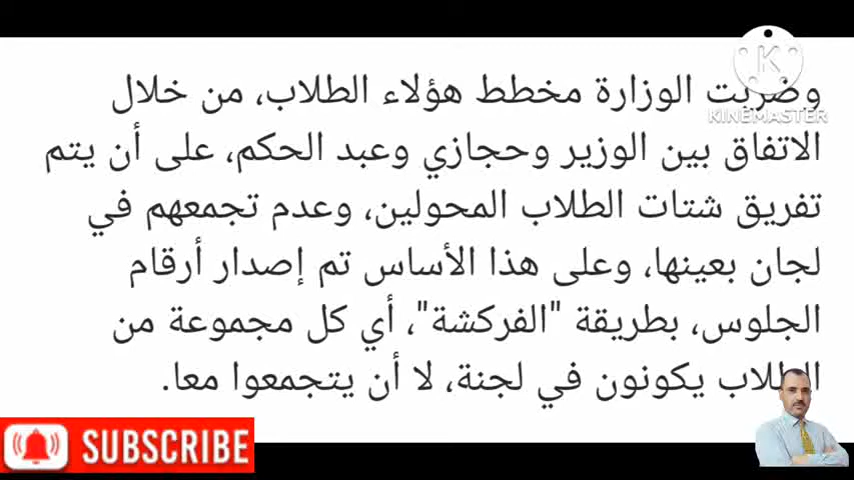 KINEMASTER
وضربت الوزارة مخطط هؤلاء الطلاب، من خلال
الاتفاق بين الوزير وحجازي وعبد الحكم، على أن يتم
تفريق شتات الطلاب المحولين، وعدم تجمعهم في
لجان بعينها، وعلى هذا الأساس تم إصدار أرقام
الجلوس، بطريقة "الفركشة"، أي كل مجموعة من
الطلاب يكونون في لجنة، لا أن يتجمعوا معا.
SUBSCRIBE